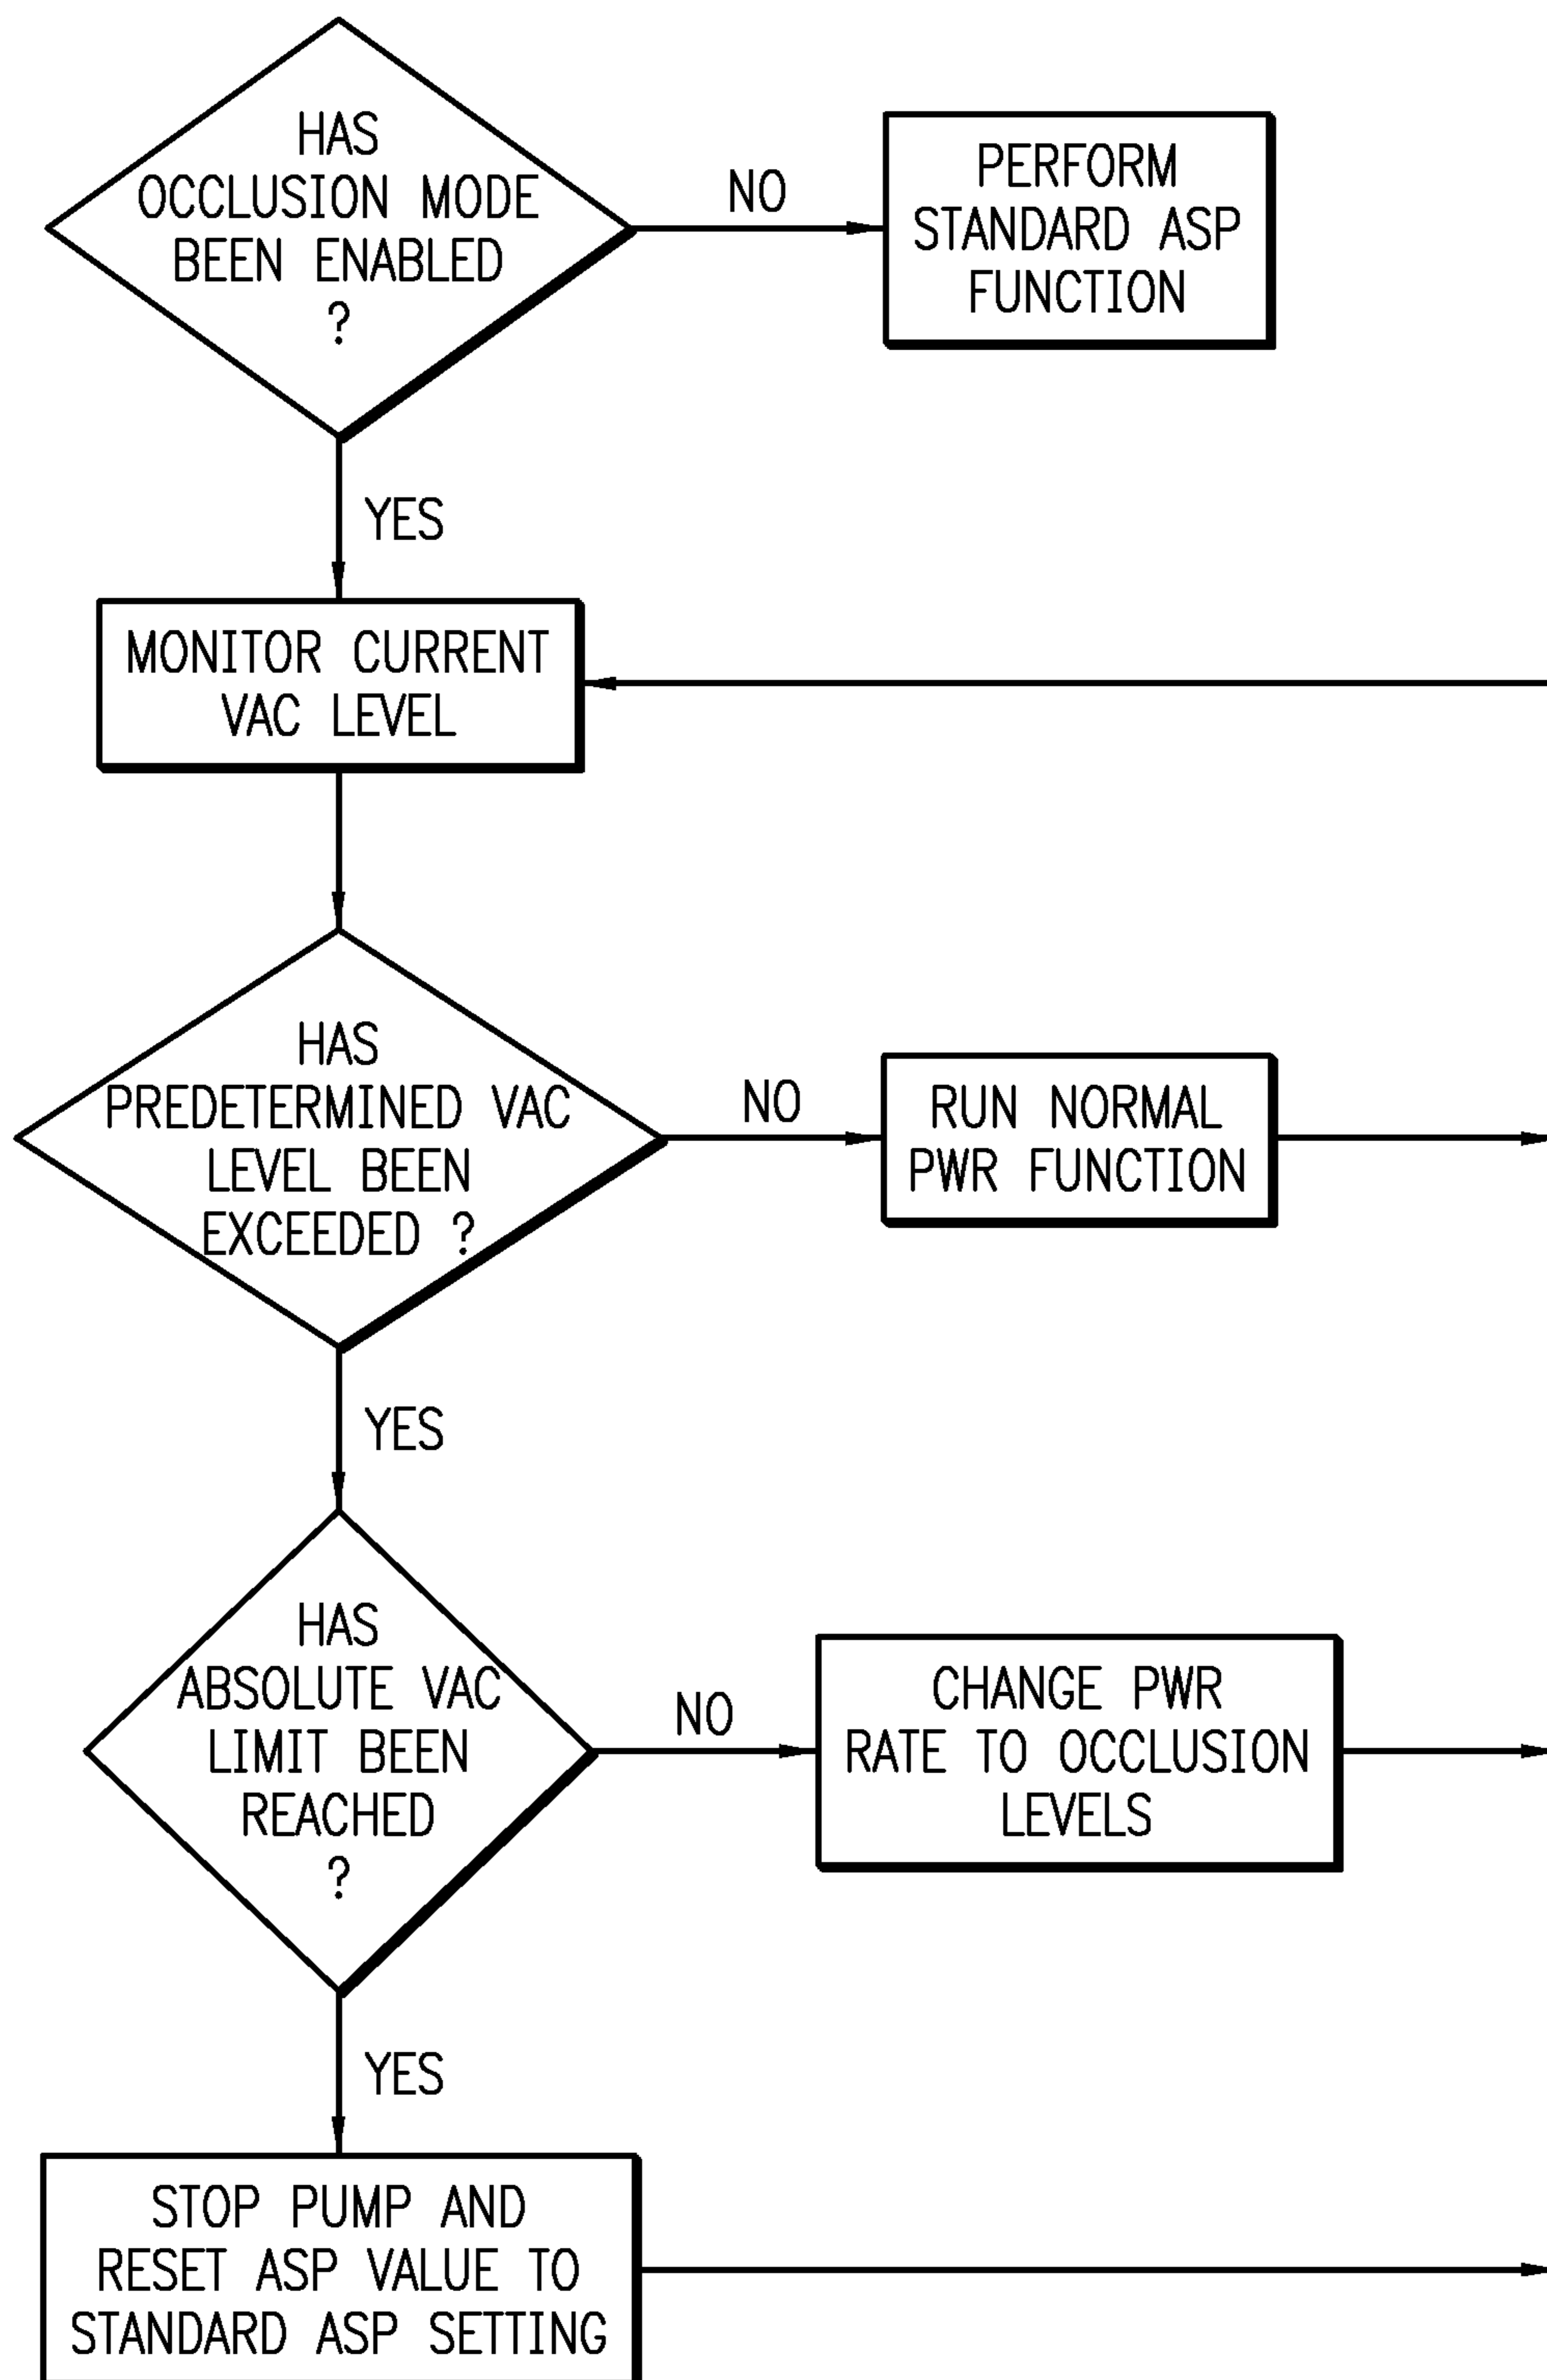 HAS
OCCLUSION MODE
BEEN ENABLED
?
NO
PERFORM
STANDARD ASP
FUNCTION
YES
MONITOR CURRENT
VAC LEVEL
HAS
PREDETERMINED VAC
LEVEL BEEN
EXCEEDED ?
NO
RUN NORMAL
PWR FUNCTION
YES
HAS
ABSOLUTE VAC
LIMIT BEEN
REACHED
?
NO
CHANGE PWR
RATE TO OCCLUSION
LEVELS
YES
STOP PUMP AND
RESET ASP VALUE TO
STANDARD ASP SETTING